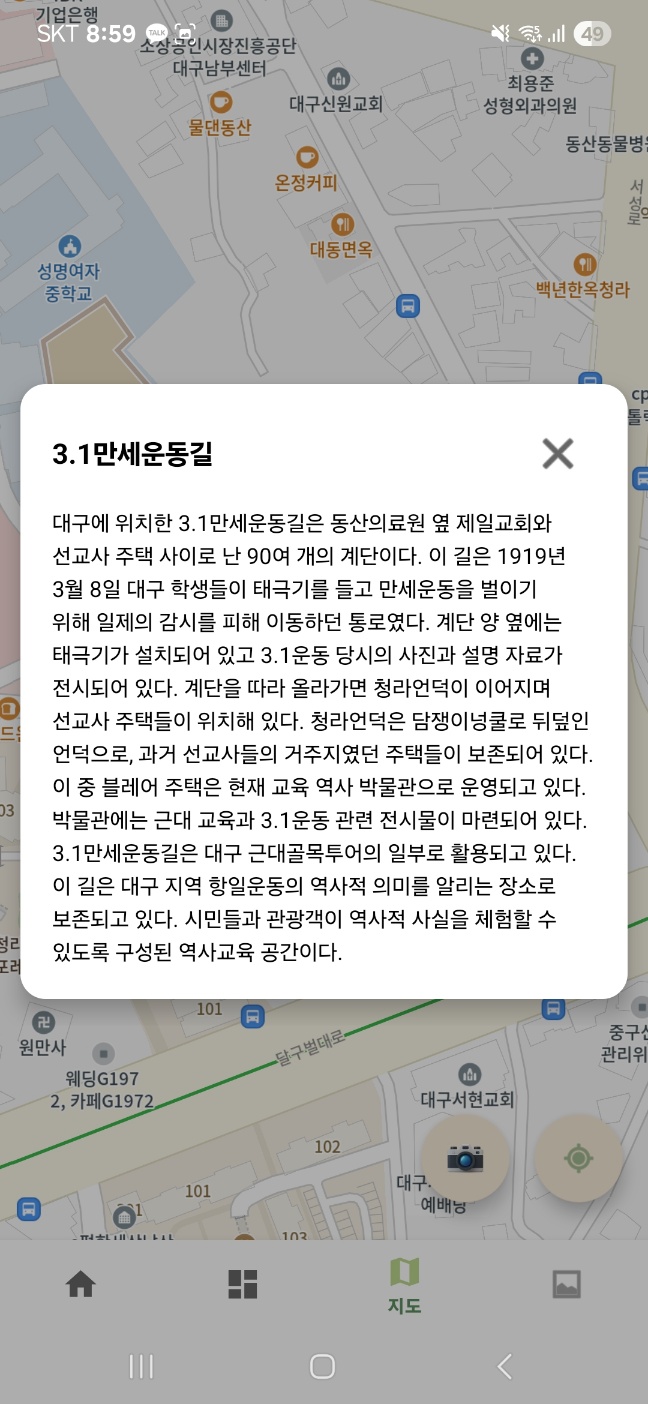 기업은행
SKT 8:59 TALK
49
소상공인시장진흥공단
대구남부센터
최용준
성형외과의원
대구신원교회
물댄동산
동산동물병원
온정커피
서성로
대동면옥
성명여자
중학교
백년한옥청라
3.1만세운동길
대구에 위치한 3.1만세운동길은 동산의료원 옆 제일교회와
선교사 주택 사이로 난 90여 개의 계단이다. 이 길은 1919년
3월 8일 대구 학생들이 태극기를 들고 만세운동을 벌이기
위해 일제의 감시를 피해 이동하던 통로였다. 계단 양 옆에는
태극기가 설치되어 있고 3.1운동 당시의 사진과 설명 자료가
전시되어 있다. 계단을 따라 올라가면 청라언덕이 이어지며
선교사 주택들이 위치해 있다. 청라언덕은 담쟁이넝쿨로 뒤덮인
언덕으로, 과거 선교사들의 거주지였던 주택들이 보존되어 있다.
이 중 블레어 주택은 현재 교육 역사 박물관으로 운영되고 있다.
박물관에는 근대 교육과 3.1운동 관련 전시물이 마련되어 있다.
3.1만세운동길은 대구 근대골목투어의 일부로 활용되고 있다.
이 길은 대구 지역 항일운동의 역사적 의미를 알리는 장소로
보존되고 있다. 시민들과 관광객이 역사적 사실을 체험할 수
있도록 구성된 역사교육 공간이다.
03
101
원만사
웨딩G197
2, 카페G1972
달구벌대로
중구선
관리위
대구서현교회
102
101
대구
예배당
103
지도